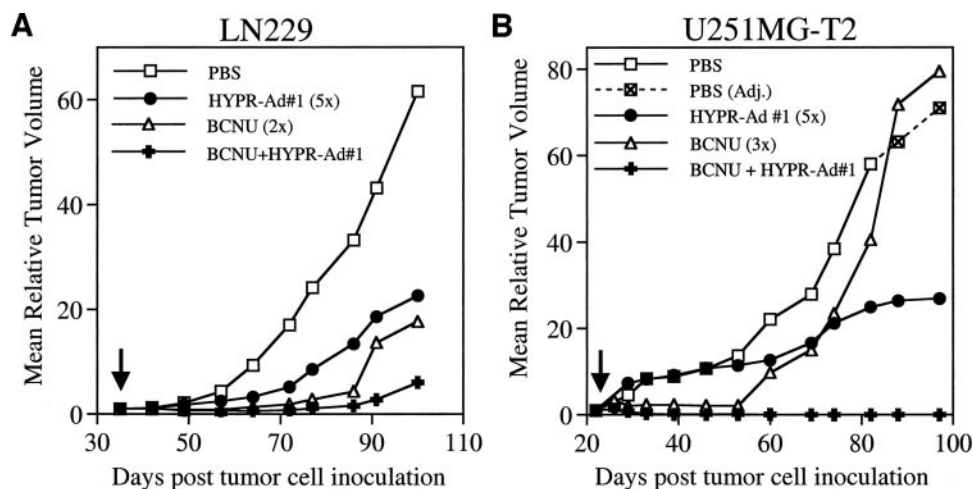 A
LN229
PBS
HYPR-Ad#1 (5x)
BCNU (2x)
BCNU+HYPR-Ad#1
Mean Relative Tumor Volume
60
40
20
0
30
50
70
90
110
Days post tumor cell inoculation
B
U251MG-T2
PBS
PBS (Adj.)
HYPR-Ad #1 (5x)
BCNU (3x)
BCNU + HYPR-Ad#1
Mean Relative Tumor Volume
80
60
40
20
0
20
40
60
80
100
Days post tumor cell inoculation